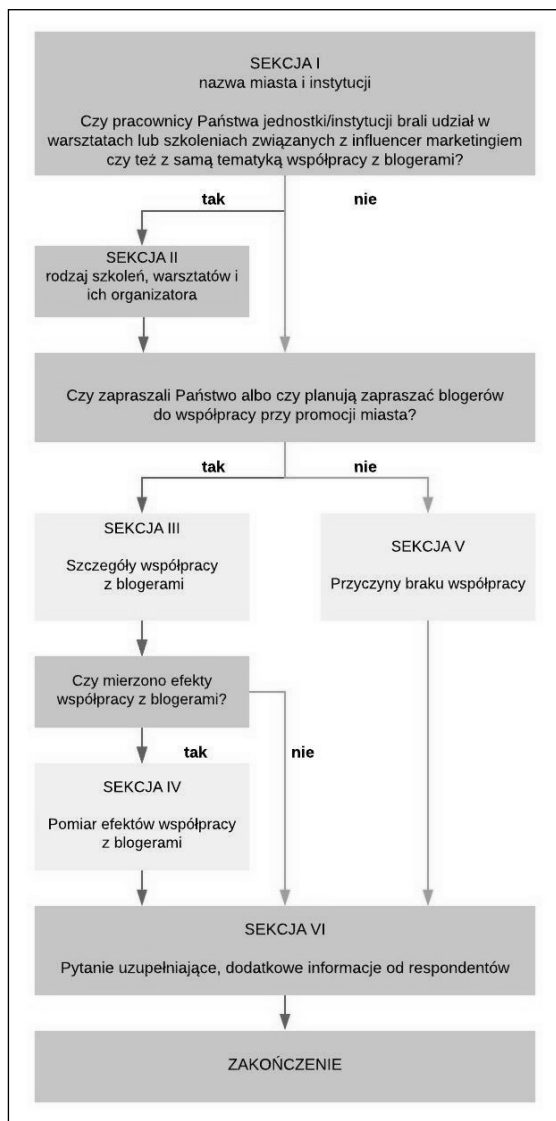 SEKCJA I
nazwa miasta i instytucji
Czy pracownicy Państwa jednostki/instytucji brali udział w
warsztatach lub szkoleniach związanych z influencer marketingiem
czy też z samą tematyką współpracy z blogerami?
tak
nie
SEKCJA II
rodzaj szkoleń, warsztatów i
ich organizatora
Czy zapraszali Państwo albo czy planują zapraszać blogerów
do współpracy przy promocji miasta?
tak
nie
SEKCJA III
Szczegóły współpracy
z blogerami
SEKCJA V
Przyczyny braku współpracy
Czy mierzono efekty
współpracy z blogerami?
tak
nie
SEKCJA IV
Pomiar efektów współpracy
z blogerami
SEKCJA VI
Pytanie uzupełniające, dodatkowe informacje od respondentów
ZAKOŃCZENIE